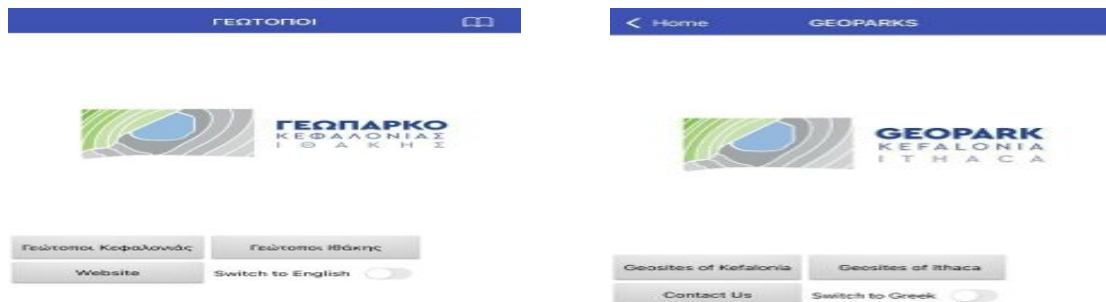 ΓΕΩΤΟΠΟΙ
ΓΕΩΠΑΡΚΟ
ΚΕΦΑΛΟΝΙΑΣ
ΙΘΑΚΗΣ
Γεώτοποι Κεφαλονιάς
Γεώτοποι Ιθάκης
Website
Switch to English
Home
GEOPARKS
GEOPARK
KEFALONIA
ITHACA
Geosites of Kefalonia
Geosites of Ithaca
Contact Us
Switch to Greek